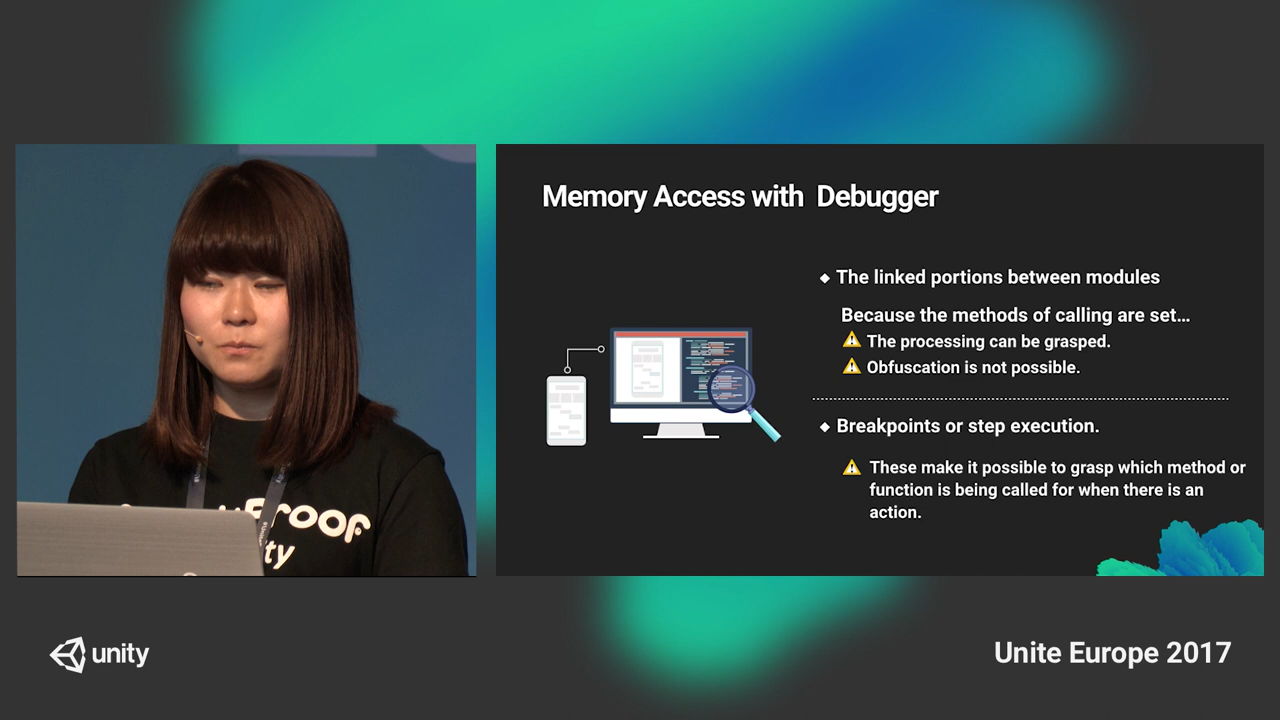 Memory Access with Debugger
◆ The linked portions between modules
Because the methods of calling are set...
The processing can be grasped.
Obfuscation is not possible.
◆ Breakpoints or step execution.
These make it possible to grasp which method or
function is being called for when there is an
action.
Proof
ty
unity
Unite Europe 2017